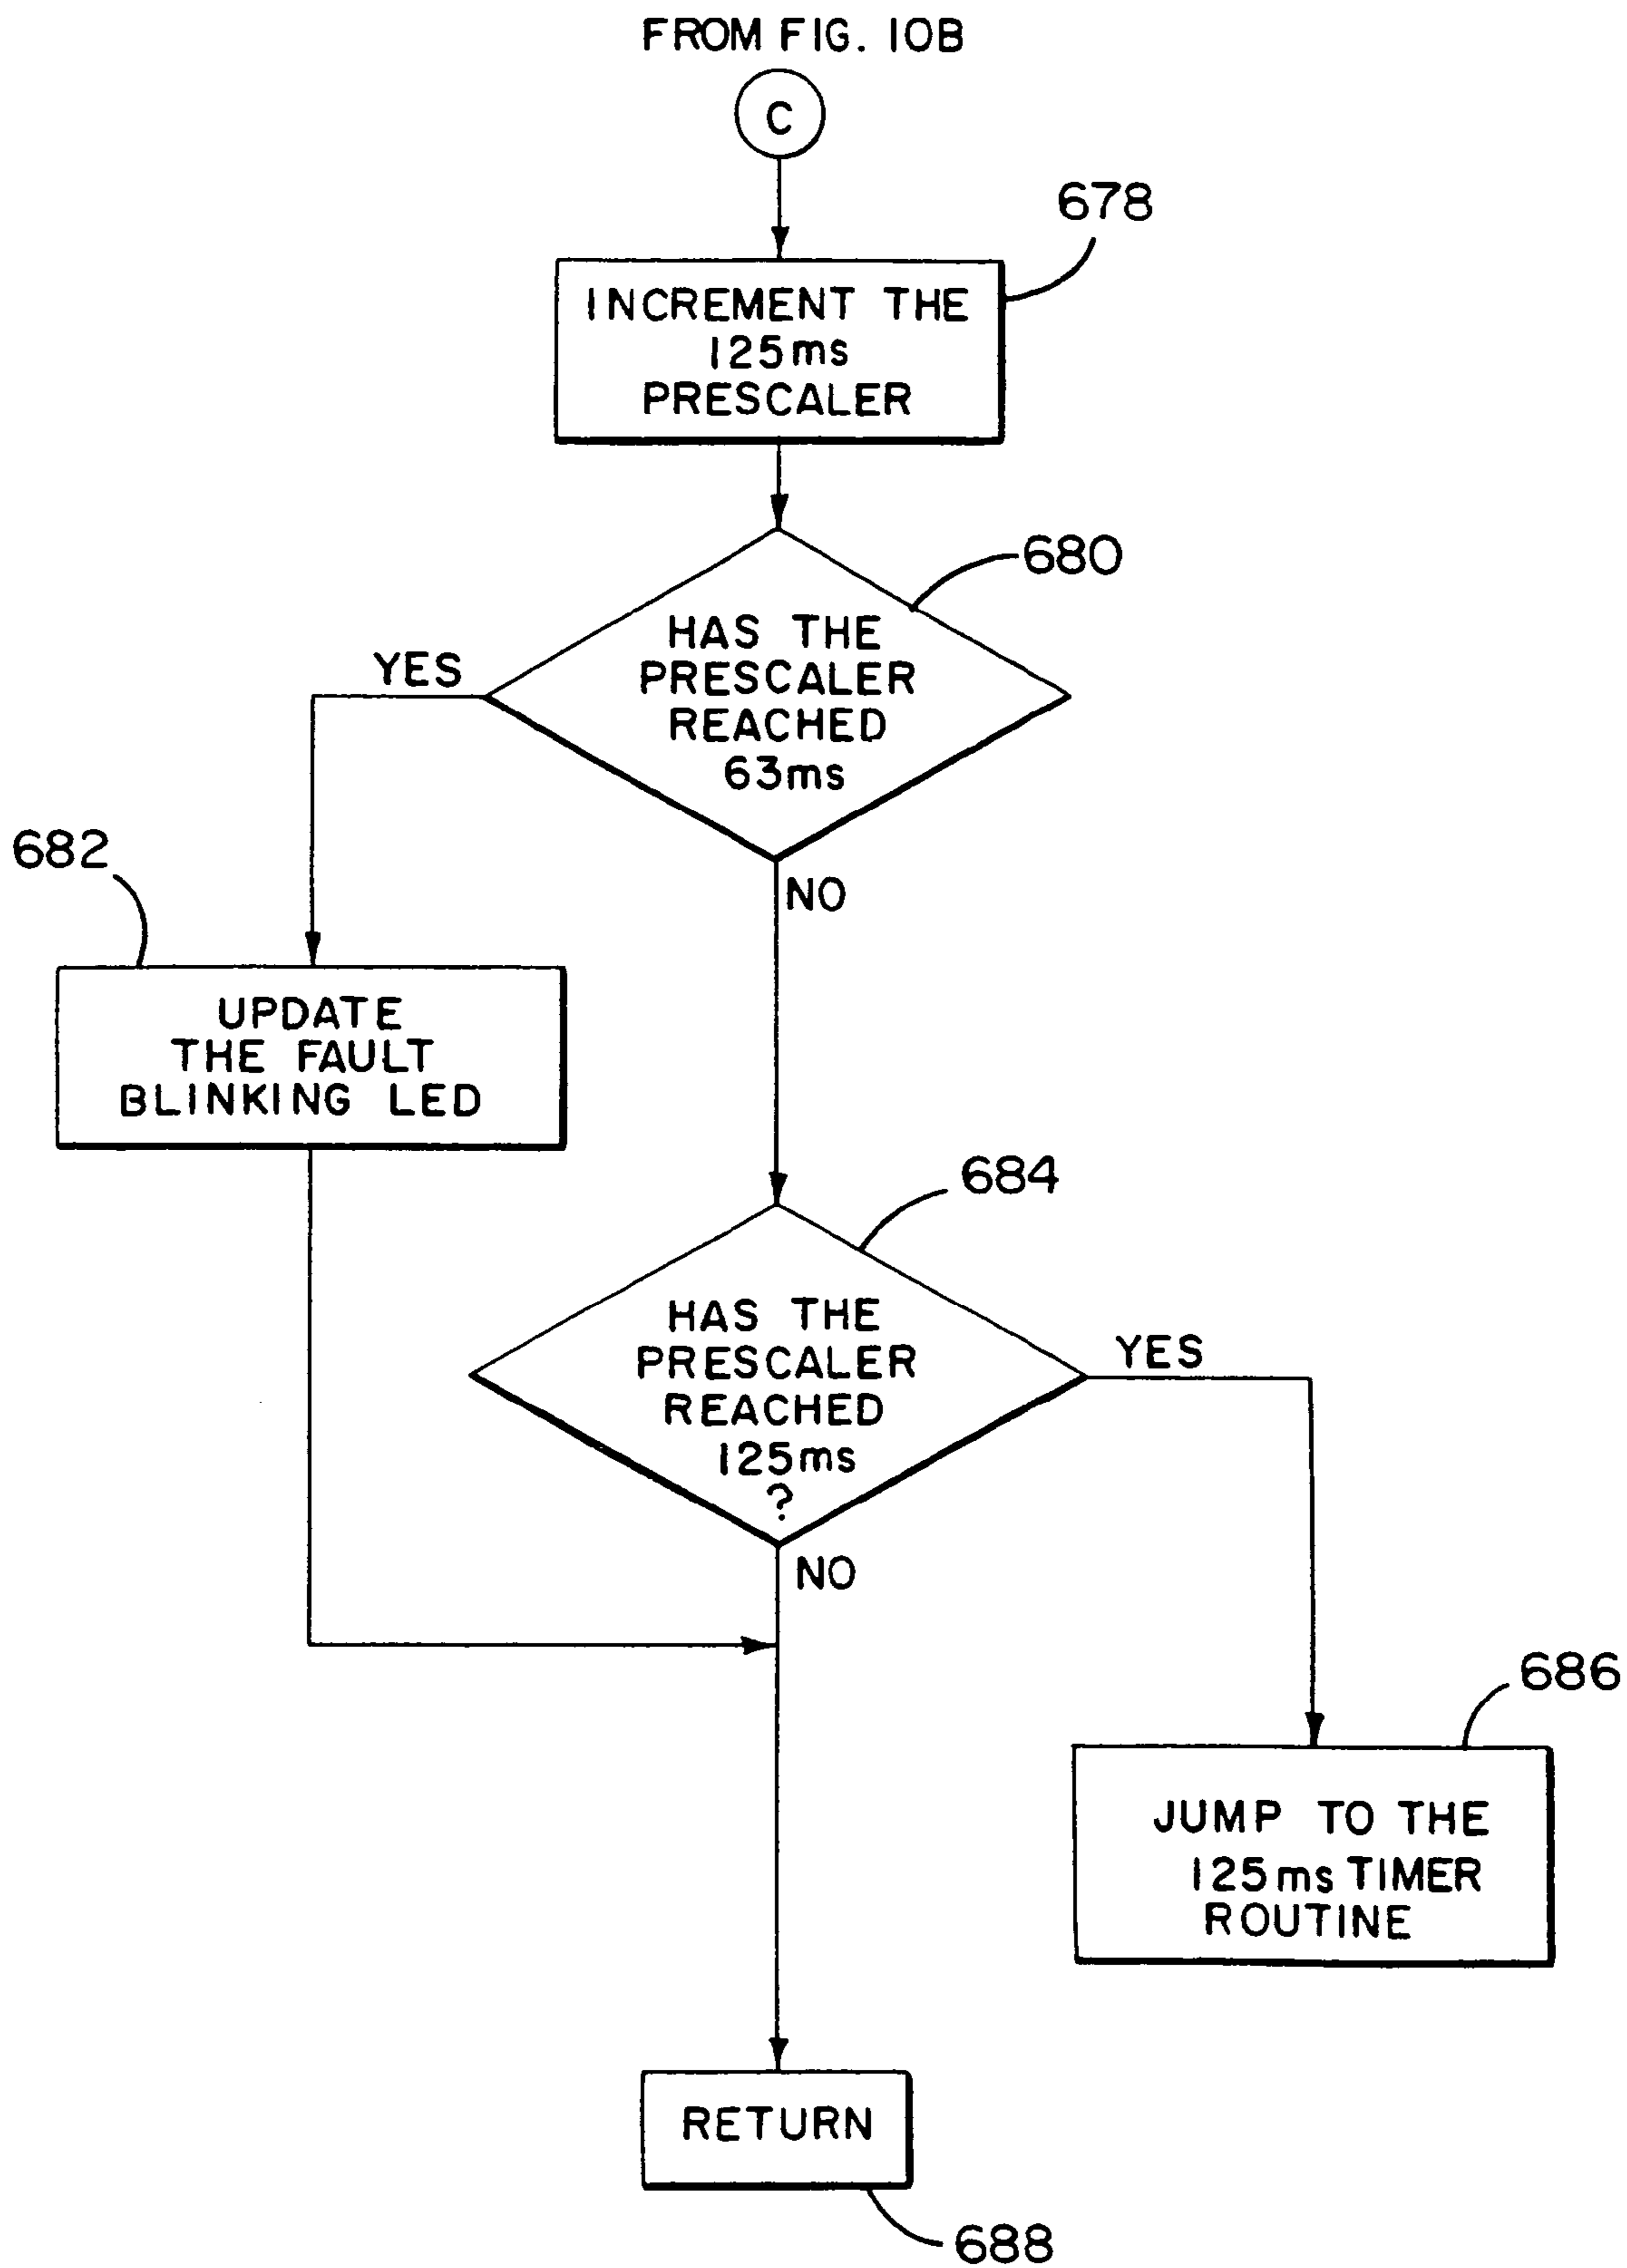 FROM FIG. 10B
C
678
INCREMENT THE
125ms
PRESCALER
680
HAS THE
PRESCALER
REACHED
63ms
YES
NO
682
UPDATE
THE FAULT
BLINKING LED
684
HAS THE
PRESCALER
REACHED
125ms
?
YES
NO
686
JUMP TO THE
125ms TIMER
ROUTINE
RETURN
688